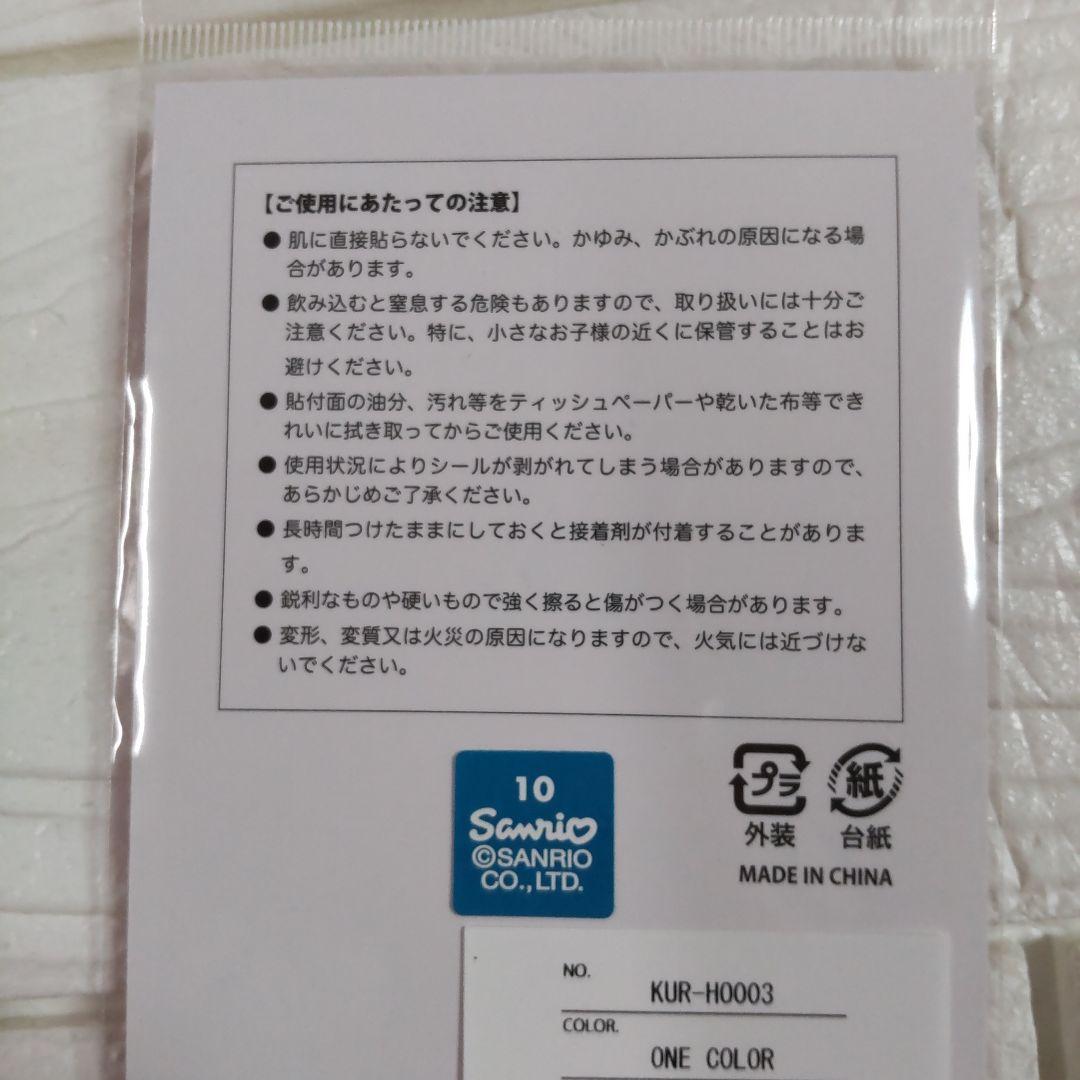 【ご使用にあたっての注意】
● 肌に直接貼らないでください。かゆみ、かぶれの原因になる場
合があります。
● 飲み込むと窒息する危険もありますので、取り扱いには十分ご
注意ください。特に、小さなお子様の近くに保管することはお
避けください。
● 貼付面の油分、汚れ等をティッシュペーパーや乾いた布等でき
れいに拭き取ってからご使用ください。
● 使用状況によりシールが剥がれてしまう場合がありますので、
あらかじめご了承ください。
● 長時間つけたままにしておくと接着剤が付着することがありま
す。
● 鋭利なものや硬いもので強く擦ると傷がつく場合があります。
● 変形、変質又は火災の原因になりますので、火気には近づけな
いでください。
10
Sanrio
©SANRIO
CO.,LTD.
プラ 紙
外装 台紙
MADE IN CHINA
NO.
KUR-H0003
COLOR.
ONE COLOR